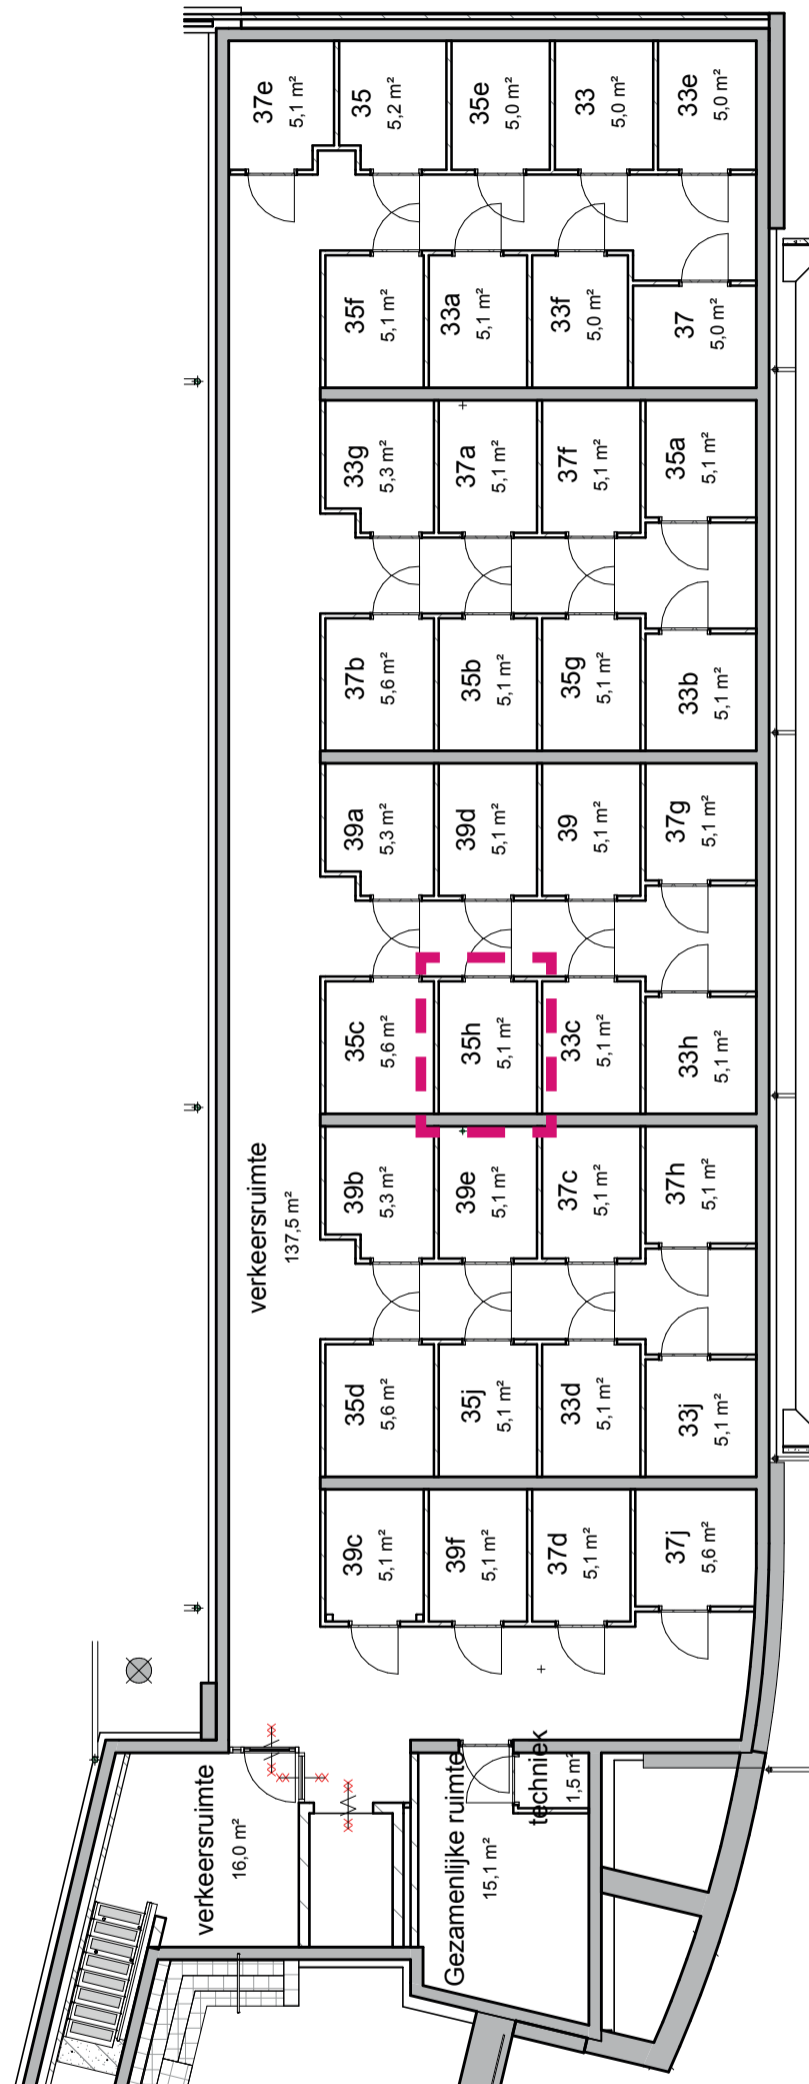 37e
5,1 m²
35
5,2 m²
35e
5,0 m²
33
5,0 m²
33e
5,0 m²
35f
5,1 m²
33a
5,1 m²
33f
5,0 m²
37
5,0 m²
33g
5,3 m²
37a
5,1 m²
37f
5,1 m²
35a
5,1 m²
37b
5,6 m²
35b
5,1 m²
35g
5,1 m²
33b
5,1 m²
39a
5,3 m²
39d
5,1 m²
39
5,1 m²
37g
5,1 m²
35c
5,6 m²
35h
5,1 m²
33c
5,1 m²
33h
5,1 m²
verkeersruimte
137,5 m²
39b
5,3 m²
39e
5,1 m²
37c
5,1 m²
37h
5,1 m²
35d
5,6 m²
35j
5,1 m²
33d
5,1 m²
33j
5,1 m²
39c
5,1 m²
39f
5,1 m²
37d
5,1 m²
37j
5,6 m²
verkeersruimte
16,0 m²
Gezamenlijke ruimte
15,1 m²
techniek
1,5 m²